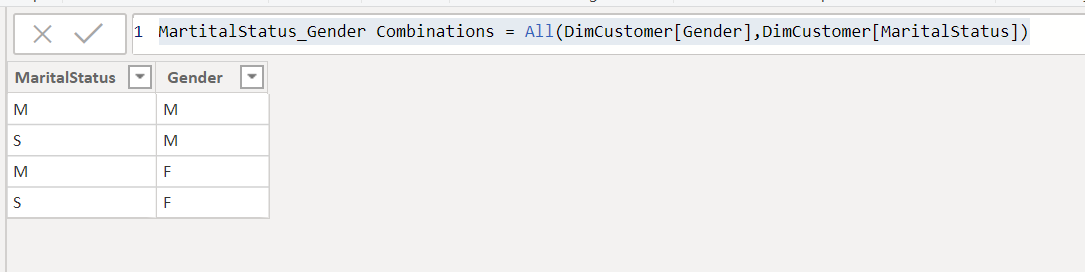 1 MartitalStatus_Gender Combinations = All(DimCustomer[Gender],DimCustomer[MaritalStatus])
MaritalStatus Gender
M M
S M
M F
S F